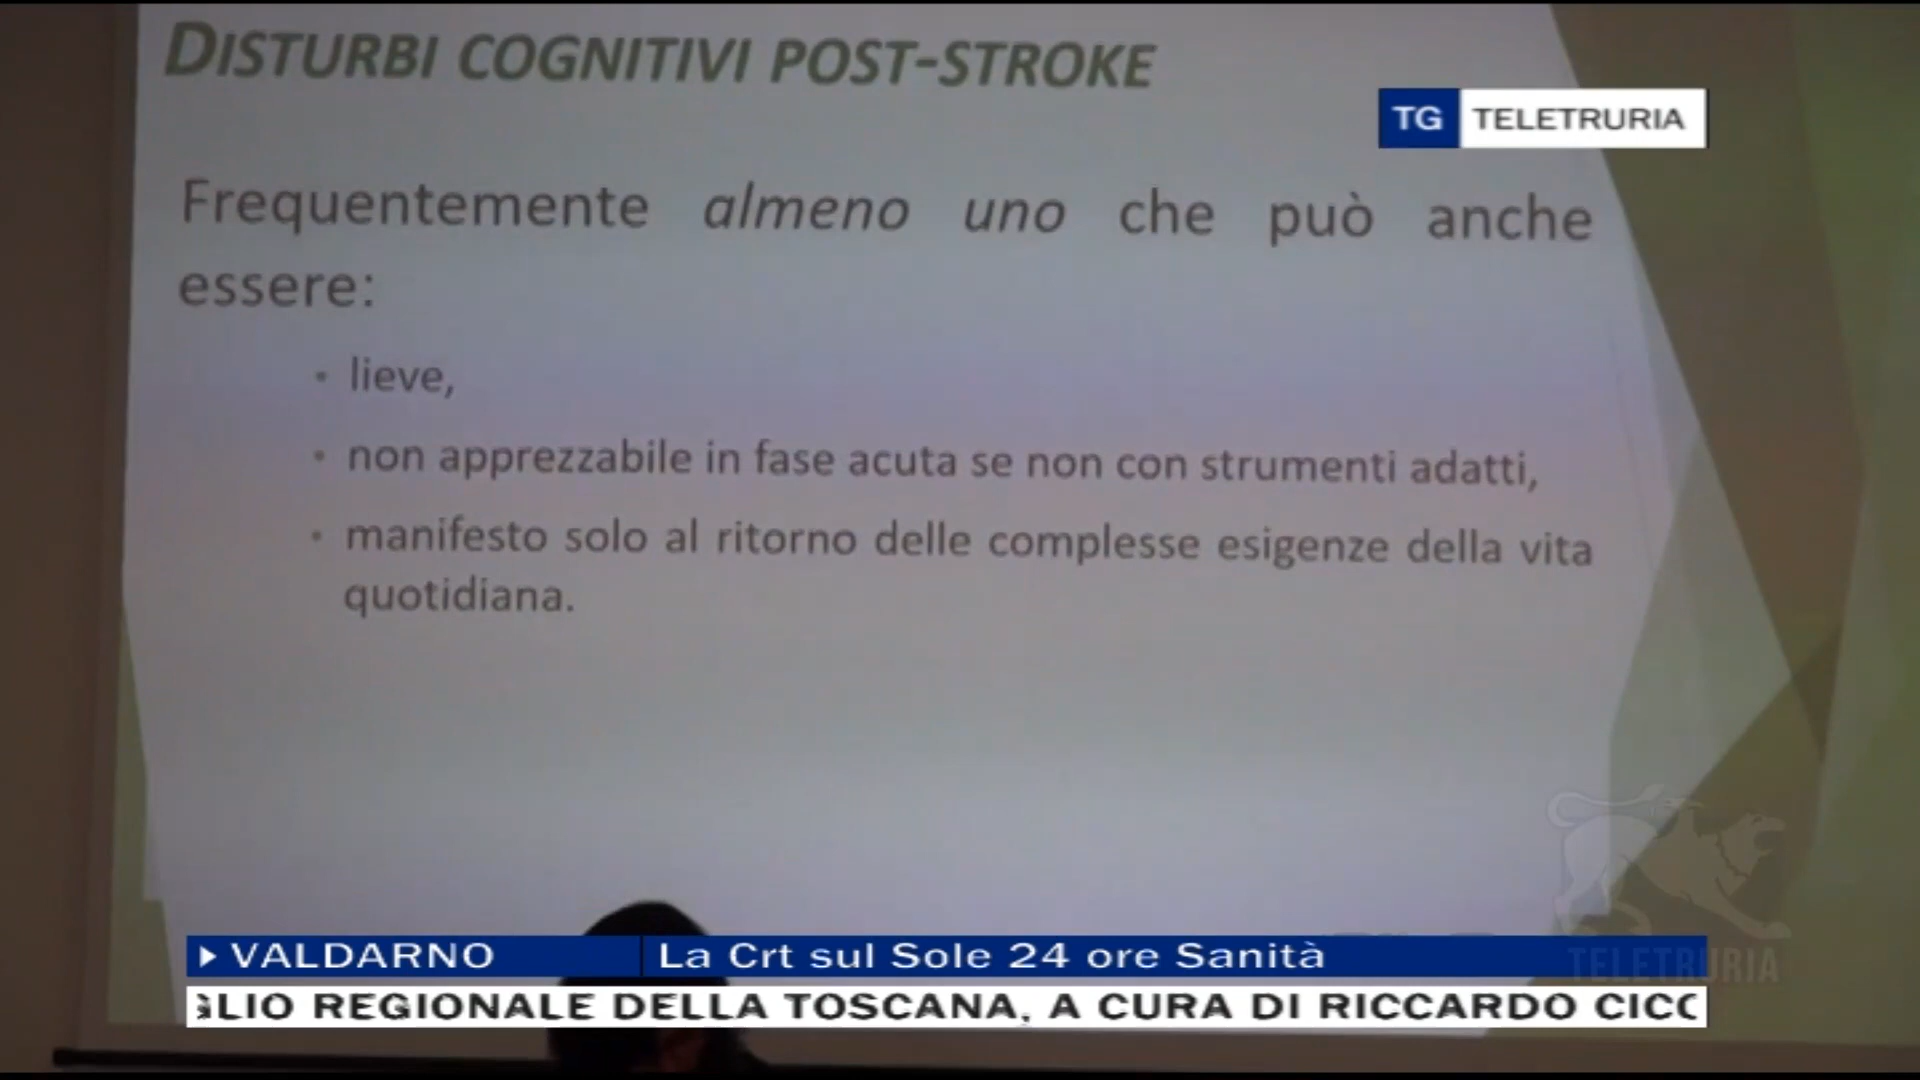 DISTURBI COGNITIVI POST-STROKE
TG TELETRURIA
Frequentemente almeno uno che può anche
essere:
• lieve,
• non apprezzabile in fase acuta se non con strumenti adatti,
• manifesto solo al ritorno delle complesse esigenze della vita
quotidiana.
VALDARNO La Crt sul Sole 24 ore Sanità
TELETRURIA
GLIO REGIONALE DELLA TOSCANA, A CURA DI RICCARDO CICC